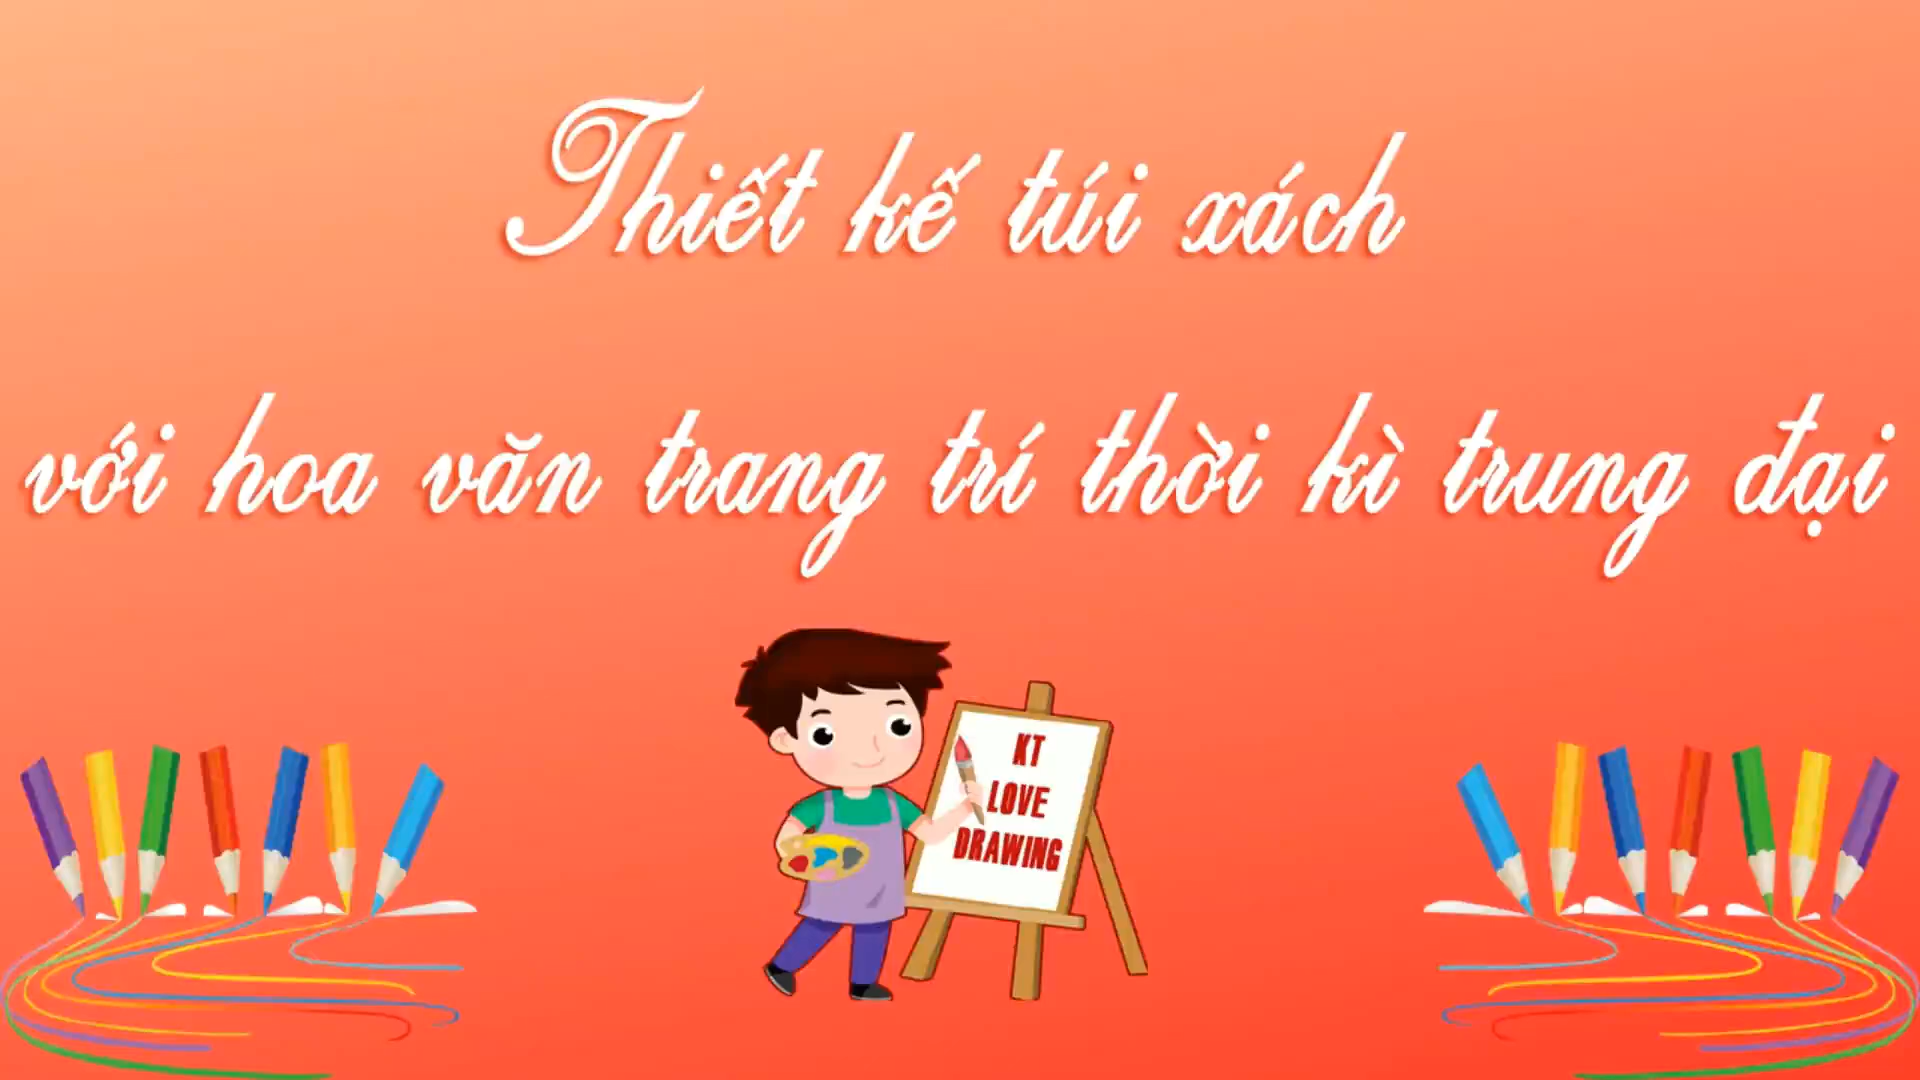 Thiết kế túi xách
với hoa văn trang trí thời kì trung đại
KT
LOVE
DRAWING